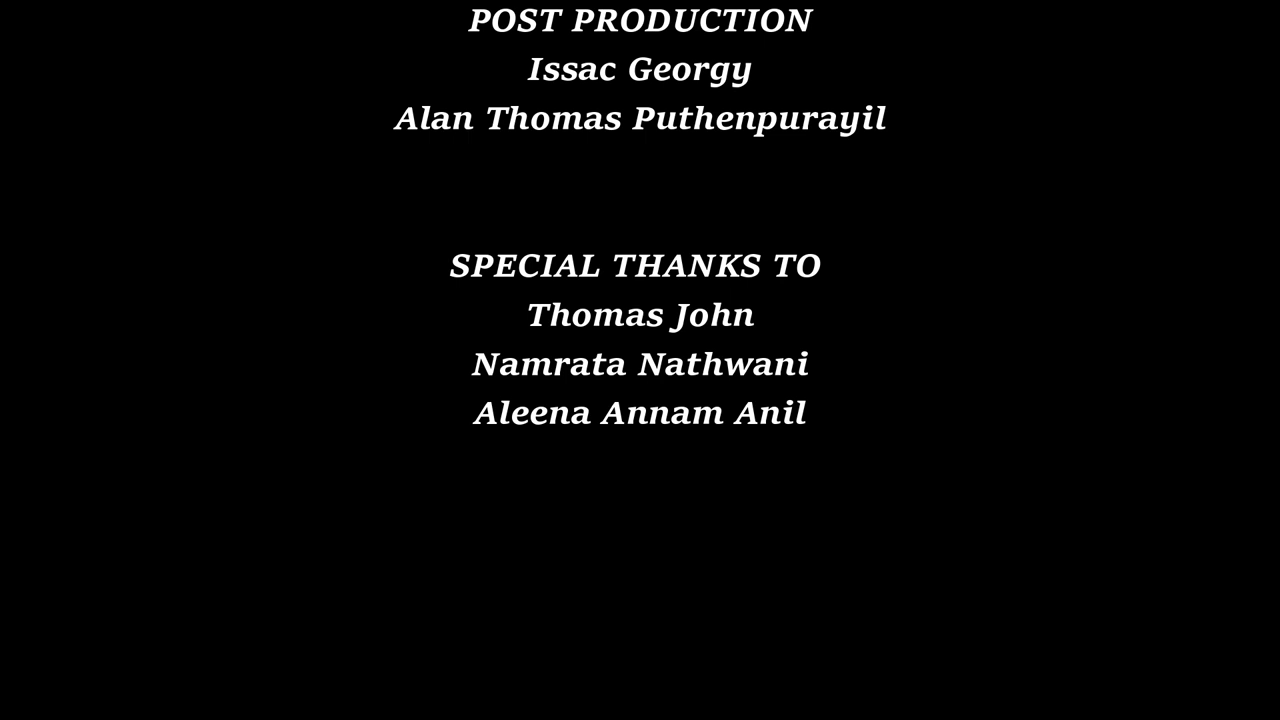 POST PRODUCTION
Issac Georgy
Alan Thomas Puthenpurayil
SPECIAL THANKS TO
Thomas John
Namrata Nathwani
Aleena Annam Anil